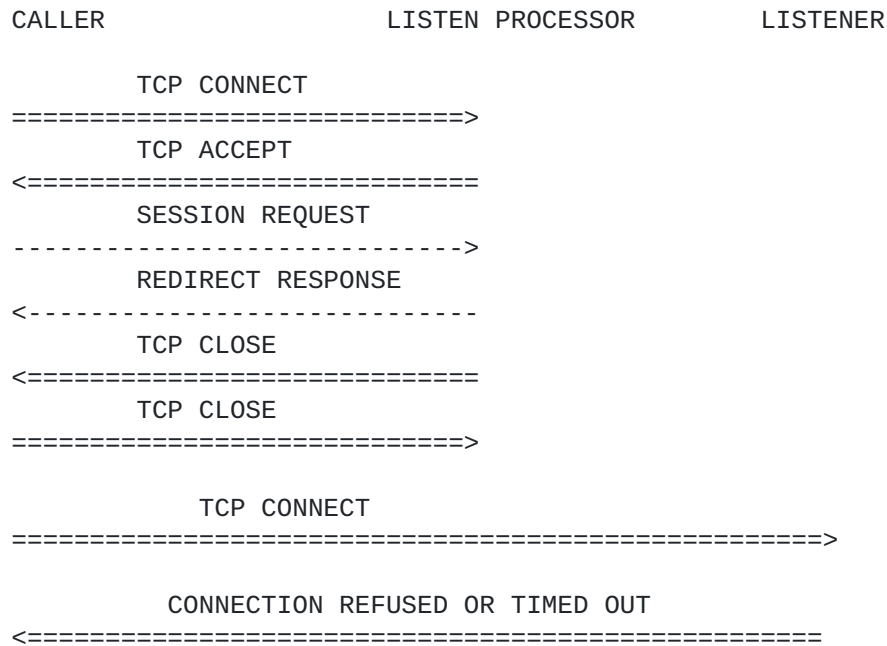 CALLER LISTEN PROCESSOR LISTENER
TCP CONNECT
=============================>
TCP ACCEPT
<=============================
SESSION REQUEST
----------------------------->
REDIRECT RESPONSE
<-----------------------------
TCP CLOSE
<=============================
TCP CLOSE
=============================>
TCP CONNECT
====================================================>
CONNECTION REFUSED OR TIMED OUT
<===================================================